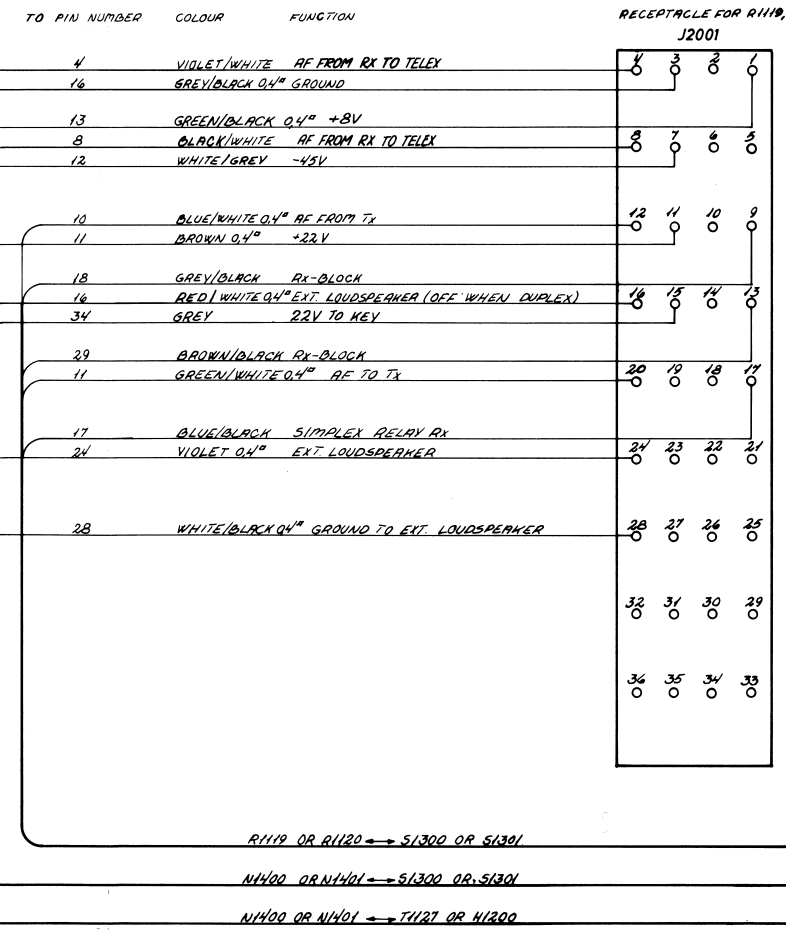 TO PIN NUMBER COLOUR FUNCTION RECEPTACLE FOR R1119,
J2001
4 VIOLET/WHITE AF FROM RX TO TELEX 4 3 2 1
16 GREY/BLACK 0,4" GROUND
13 GREEN/BLACK 0,4" +8V
8 BLACK/WHITE AF FROM RX TO TELEX 8 7 6 5
12 WHITE/GREY -45V
10 BLUE/WHITE 0,4" AF FROM Tx 12 11 10 9
11 BROWN 0,4" +22V
18 GREY/BLACK Rx-BLOCK
16 RED/WHITE 0,4" EXT. LOUDSPEAKER (OFF WHEN DUPLEX) 16 15 14 13
34 GREY 22V TO KEY
29 BROWN/BLACK Rx-BLOCK
11 GREEN/WHITE 0,4" AF TO Tx 20 19 18 17
17 BLUE/BLACK SIMPLEX RELAY Rx
24 VIOLET 0,4" EXT. LOUDSPEAKER 24 23 22 21
28 WHITE/BLACK 0,4" GROUND TO EXT. LOUDSPEAKER 28 27 26 25
32 31 30 29
36 35 34 33
R1119 OR R1120 ↔ S1300 OR S1301
N1400 OR N1401 ↔ S1300 OR S1301
N1400 OR N1401 ↔ T1127 OR H1200